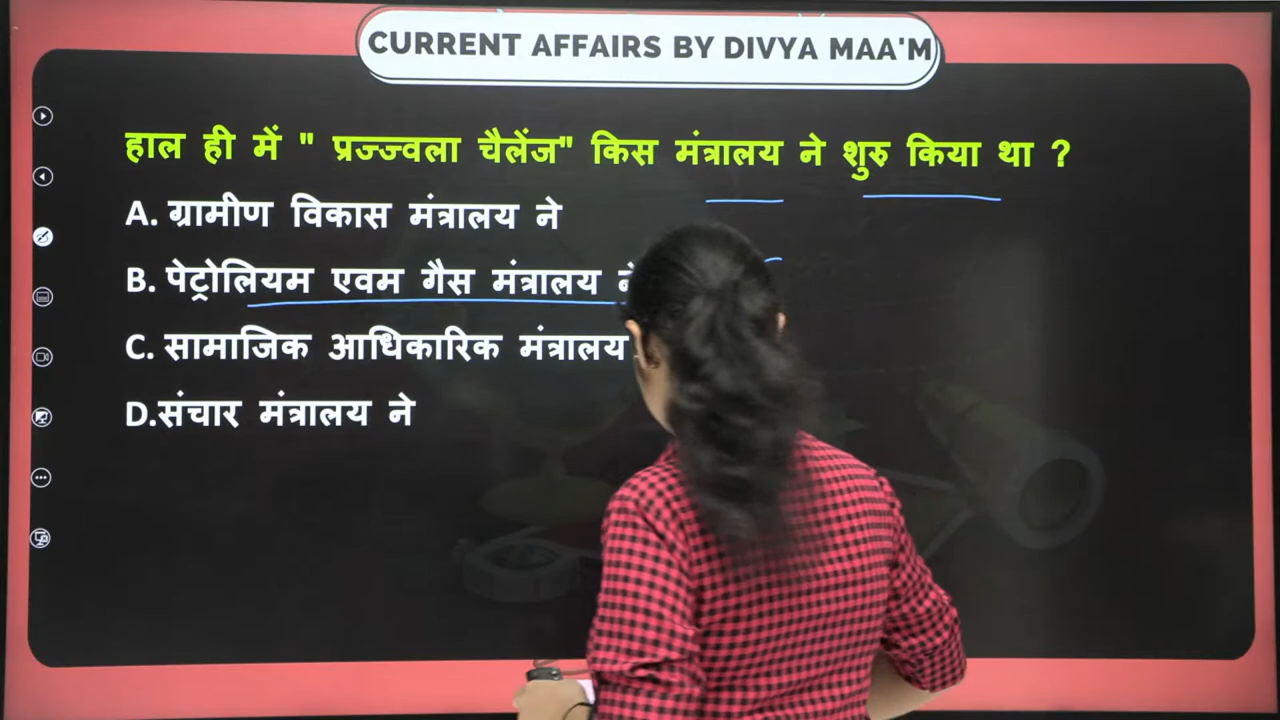 CURRENT AFFAIRS BY DIVYA MAA'M
हाल ही में " प्रज्ज्वला चैलेंज" किस मंत्रालय ने शुरु किया था ?
A. ग्रामीण विकास मंत्रालय ने
B. पेट्रोलियम एवम गैस मंत्रालय
C. सामाजिक आधिकारिक मंत्रालय
D.संचार मंत्रालय ने